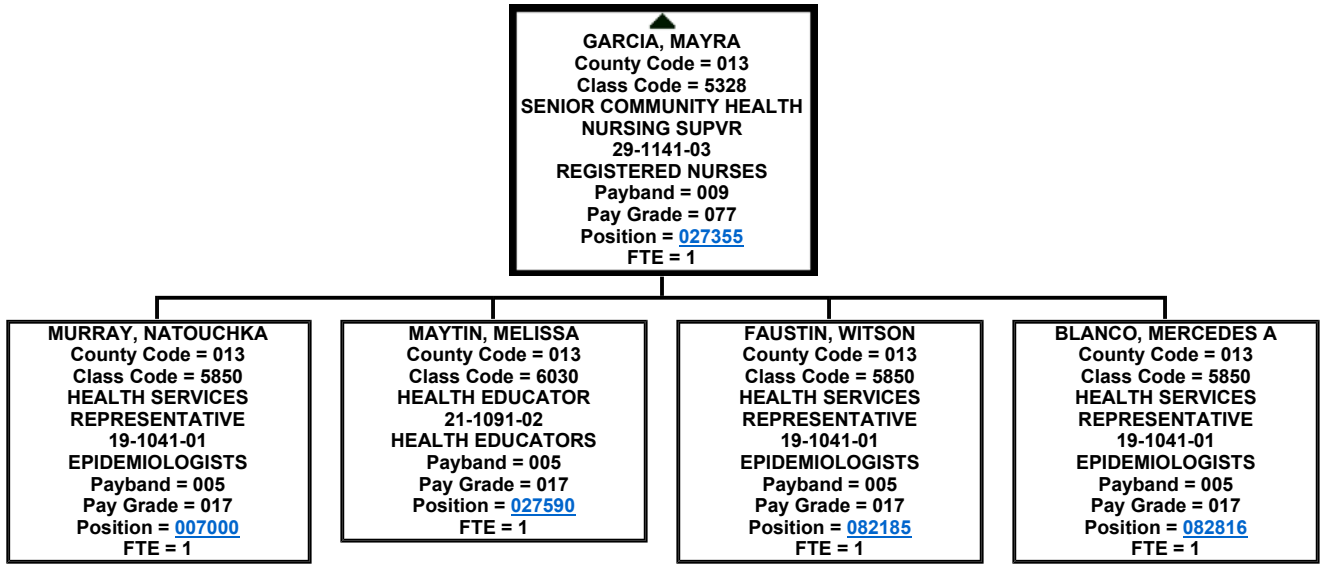 GARCIA, MAYRA
County Code = 013
Class Code = 5328
SENIOR COMMUNITY HEALTH
NURSING SUPVR
29-1141-03
REGISTERED NURSES
Payband = 009
Pay Grade = 077
Position = 027355
FTE = 1
MURRAY, NATOUCHKA
County Code = 013
Class Code = 5850
HEALTH SERVICES
REPRESENTATIVE
19-1041-01
EPIDEMIOLOGISTS
Payband = 005
Pay Grade = 017
Position = 007000
FTE = 1
MAYTIN, MELISSA
County Code = 013
Class Code = 6030
HEALTH EDUCATOR
21-1091-02
HEALTH EDUCATORS
Payband = 005
Pay Grade = 017
Position = 027590
FTE = 1
FAUSTIN, WITSON
County Code = 013
Class Code = 5850
HEALTH SERVICES
REPRESENTATIVE
19-1041-01
EPIDEMIOLOGISTS
Payband = 005
Pay Grade = 017
Position = 082185
FTE = 1
BLANCO, MERCEDES A
County Code = 013
Class Code = 5850
HEALTH SERVICES
REPRESENTATIVE
19-1041-01
EPIDEMIOLOGISTS
Payband = 005
Pay Grade = 017
Position = 082816
FTE = 1